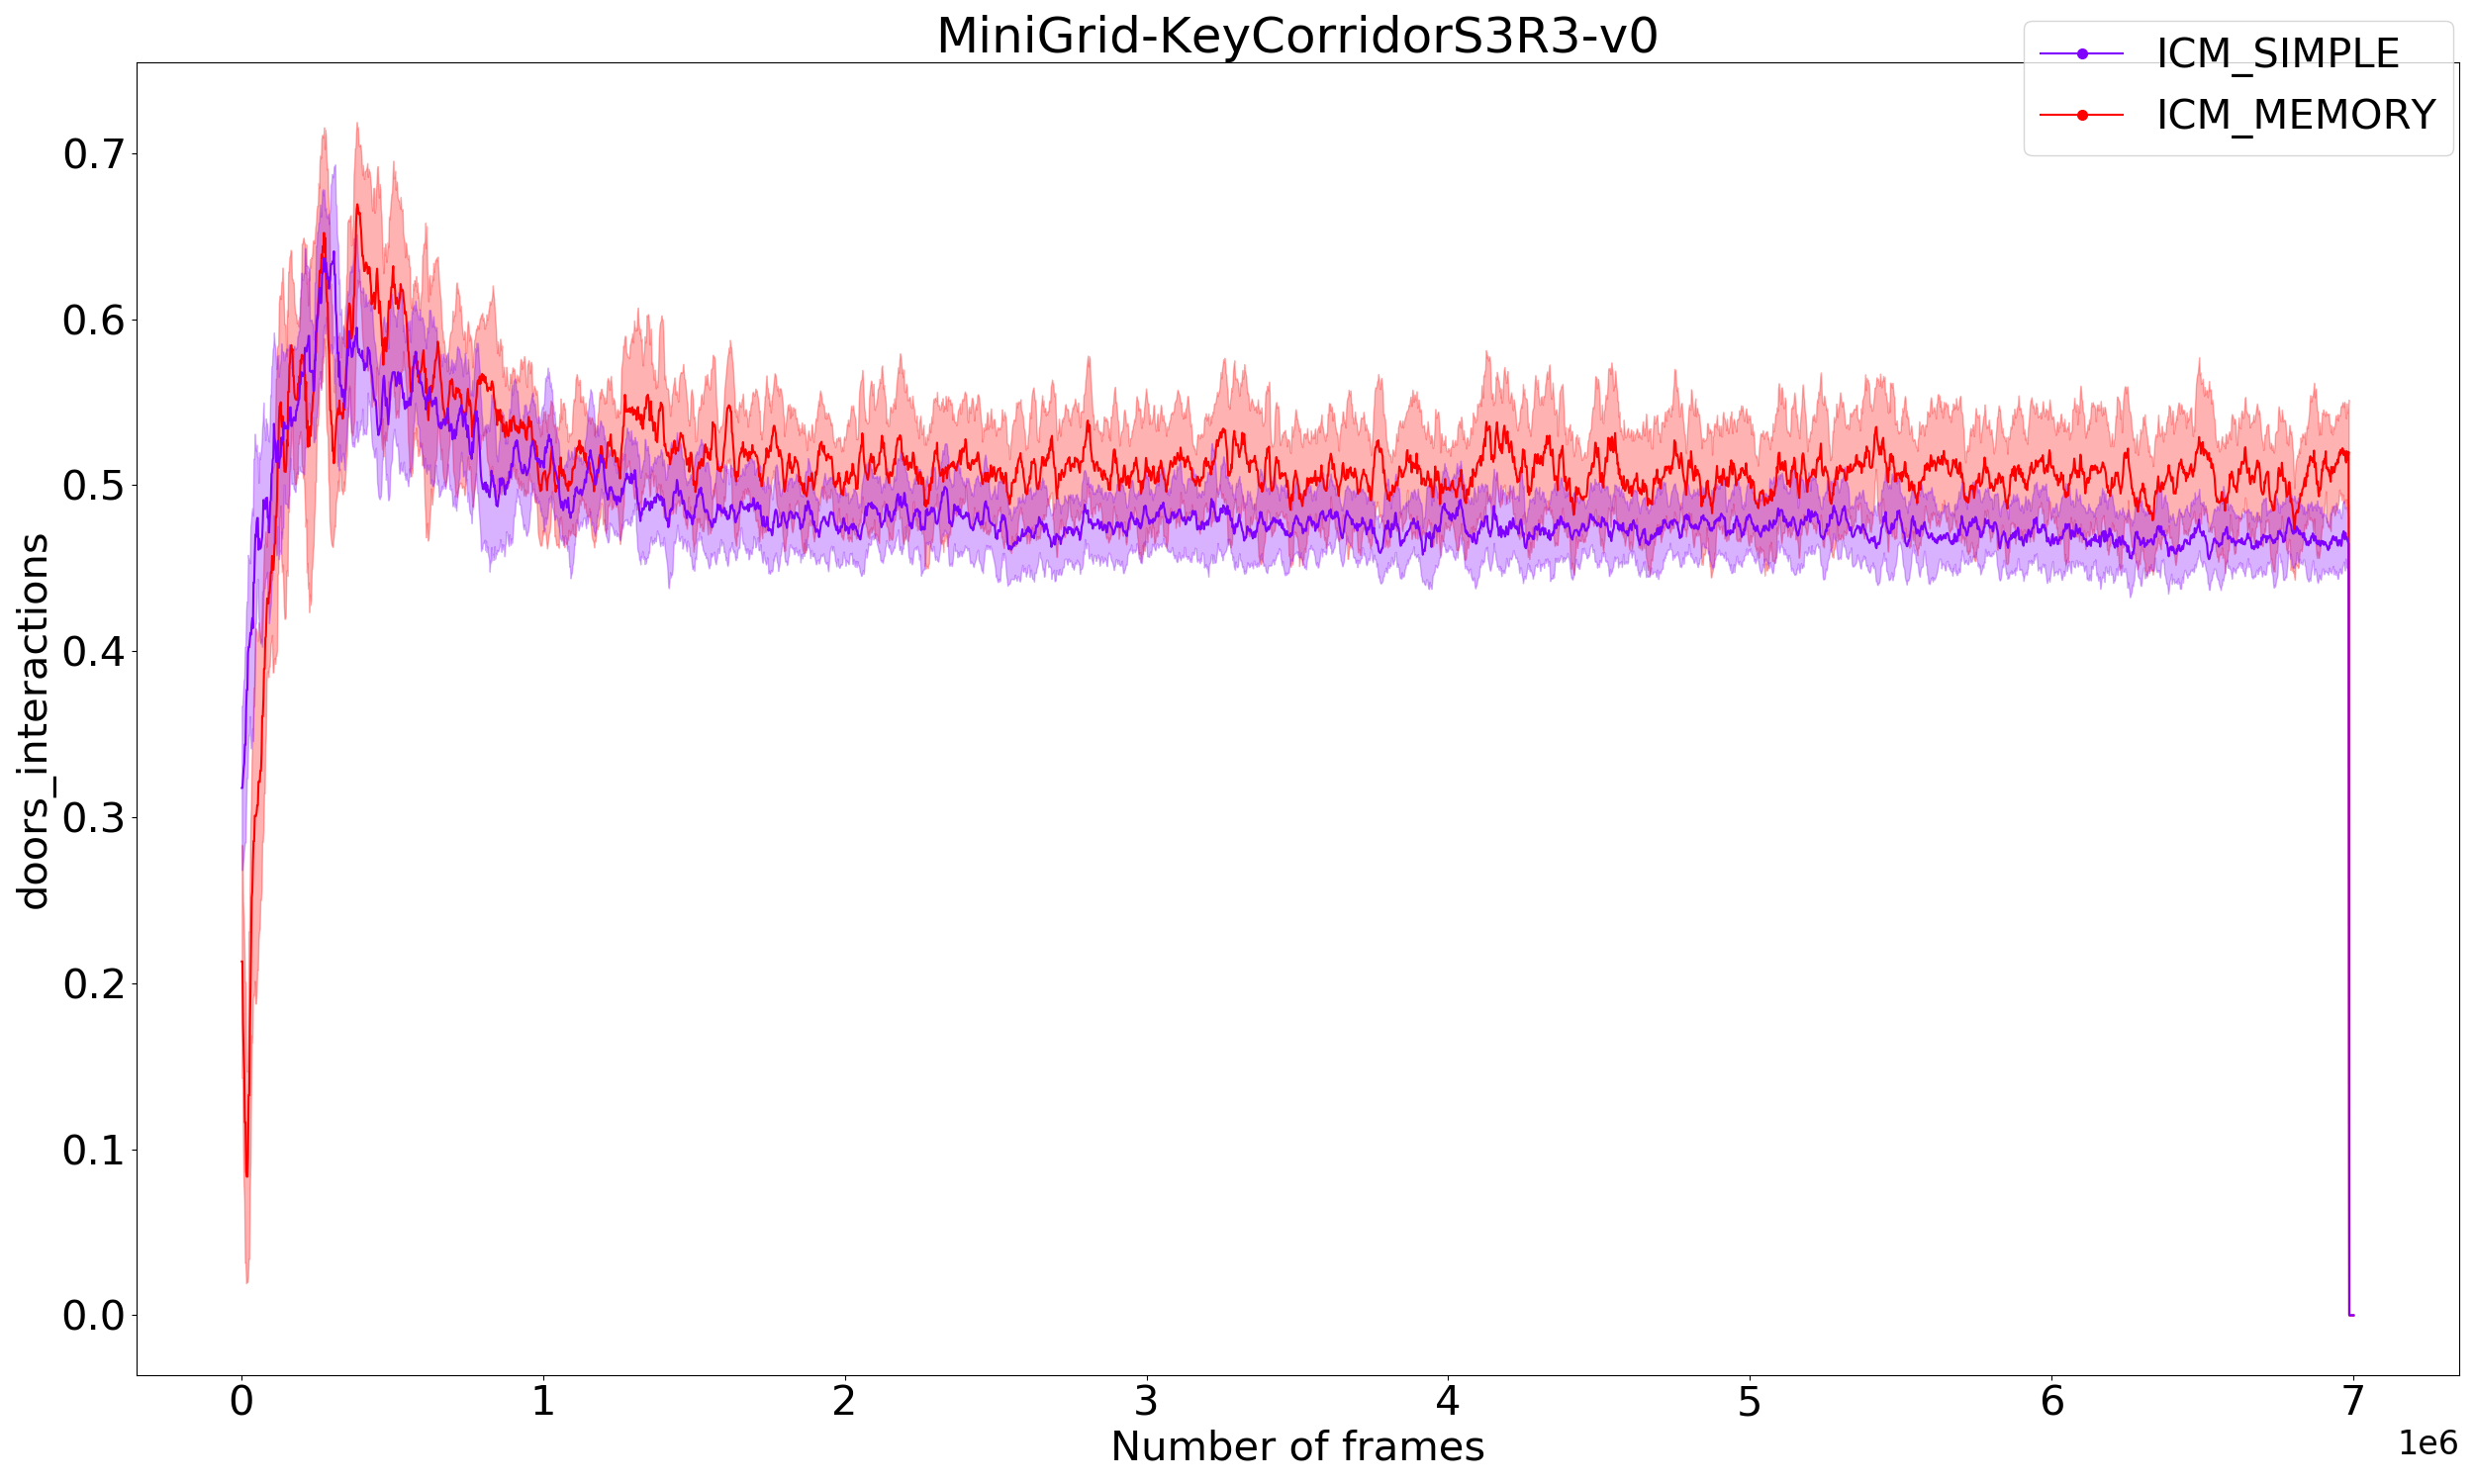 MiniGrid-KeyCorridorS3R3-v0
ICM_SIMPLE
ICM_MEMORY
doors_interactions
0.7
0.6
0.5
0.4
0.3
0.2
0.1
0.0
0 1 2 3 4 5 6 7
Number of frames
1e6